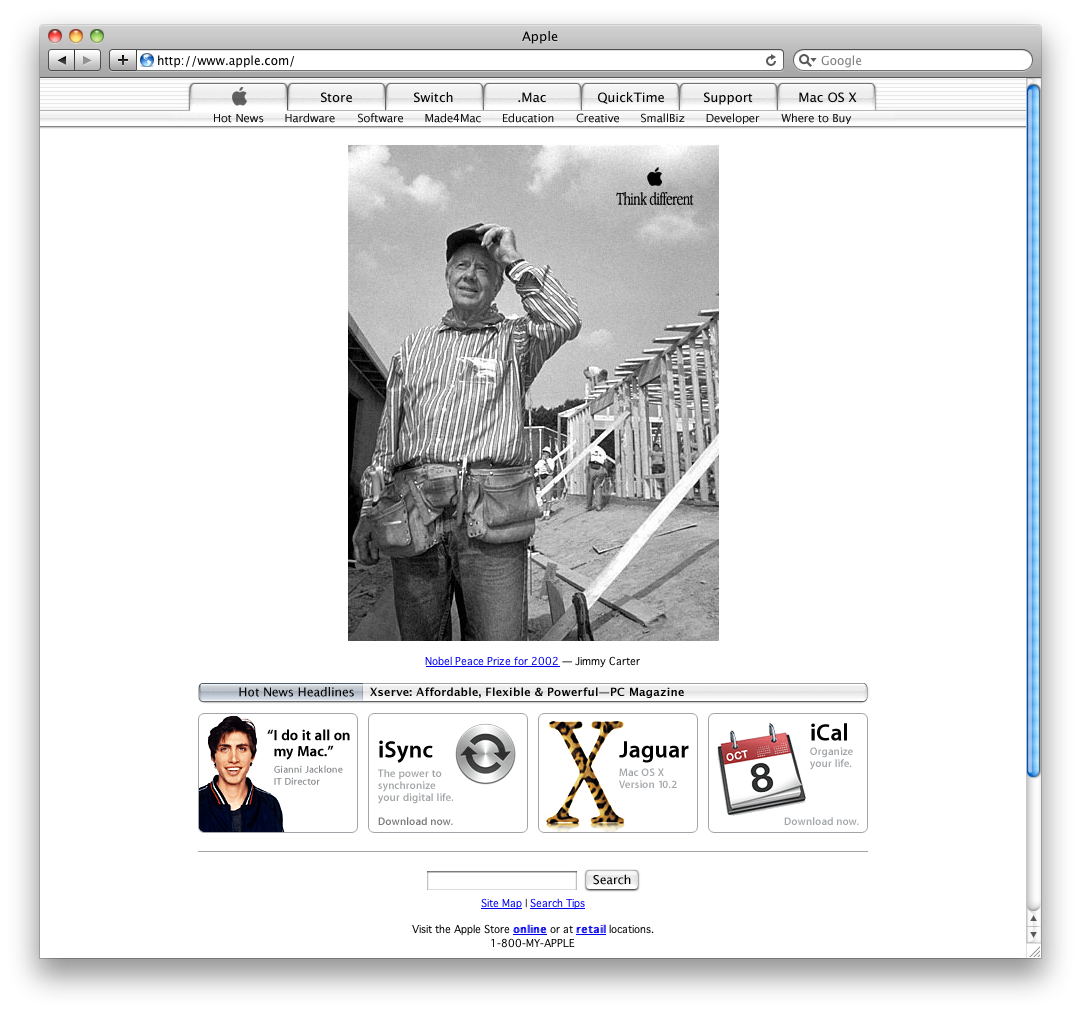 Apple
http://www.apple.com/
Google
Store Switch .Mac QuickTime Support Mac OS X
Hot News Hardware Software Made4Mac Education Creative SmallBiz Developer Where to Buy
Think different
Nobel Peace Prize for 2002 — Jimmy Carter
Hot News Headlines Xserve: Affordable, Flexible & Powerful—PC Magazine
“I do it all on
my Mac.”
Gianni Jacklone
IT Director
iSync
The power to
synchronize
your digital life.
Download now.
X
Jaguar
Mac OS X
Version 10.2
OCT
8
iCal
Organize
your life.
Download now.
Search
Site Map | Search Tips
Visit the Apple Store online or at retail locations.
1-800-MY-APPLE